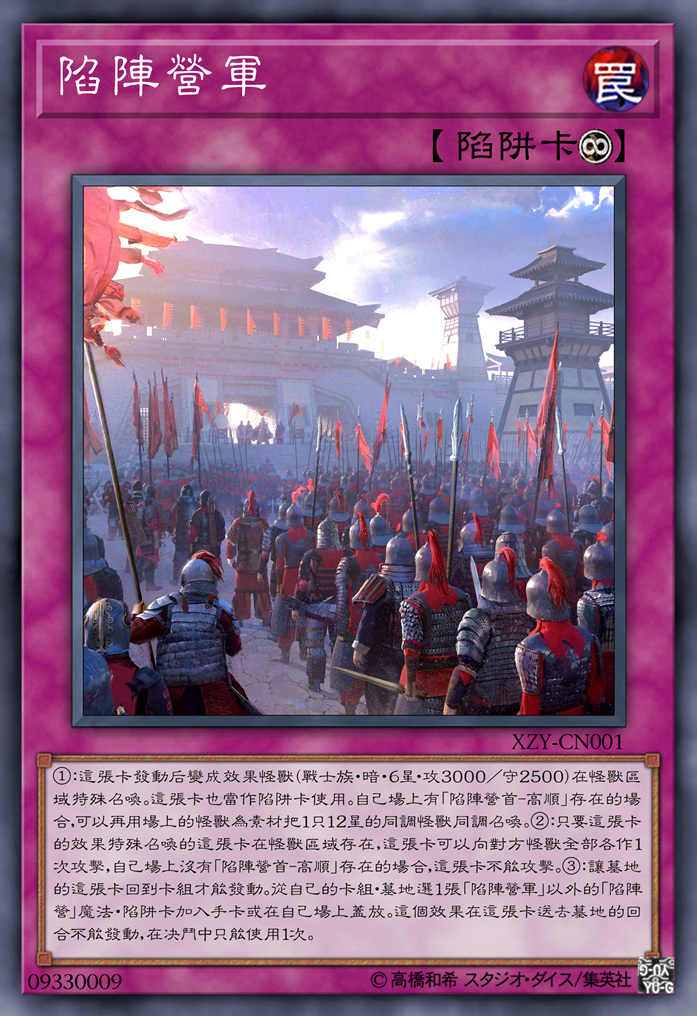 陷陣營軍
罠
【陷阱卡∞】
XZY-CN001
①:這張卡發動后變成效果怪獸(戰士族·暗·6星·攻3000／守2500)在怪獸區
域特殊召喚。這張卡也當作陷阱卡使用。自己場上有「陷陣營首-高順」存在的場
合,可以再用場上的怪獸為素材把1只12星的同調怪獸同調召喚。②:只要這張卡
的效果特殊召喚的這張卡在怪獸區域存在,這張卡可以向對方怪獸全部各作1
次攻擊,自己場上沒有「陷陣營首-高順」存在的場合,這張卡不能攻擊。③:讓墓地
的這張卡回到卡組才能發動。從自己的卡組·墓地選1張「陷陣營軍」以外的「陷陣
營」魔法·陷阱卡加入手卡或在自己場上蓋放。這個效果在這張卡送去墓地的回
合不能發動,在決鬥中只能使用1次。
09330009
©高橋和希 スタジオ·ダイス/集英社